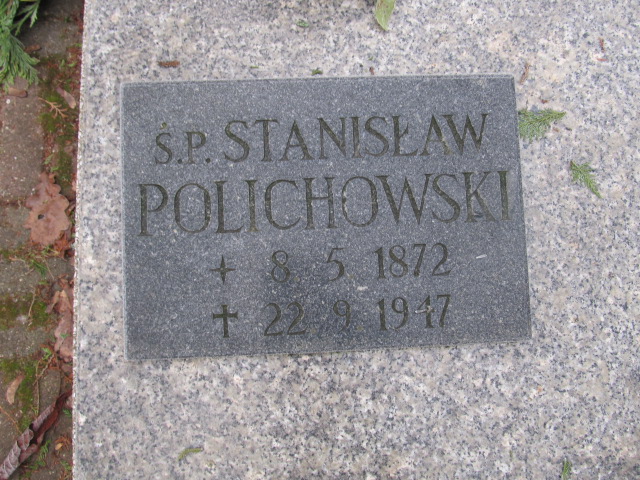 Ś.P. STANISŁAW
POLICHOWSKI
8. 5. 1872
✝ 22. 9. 1947